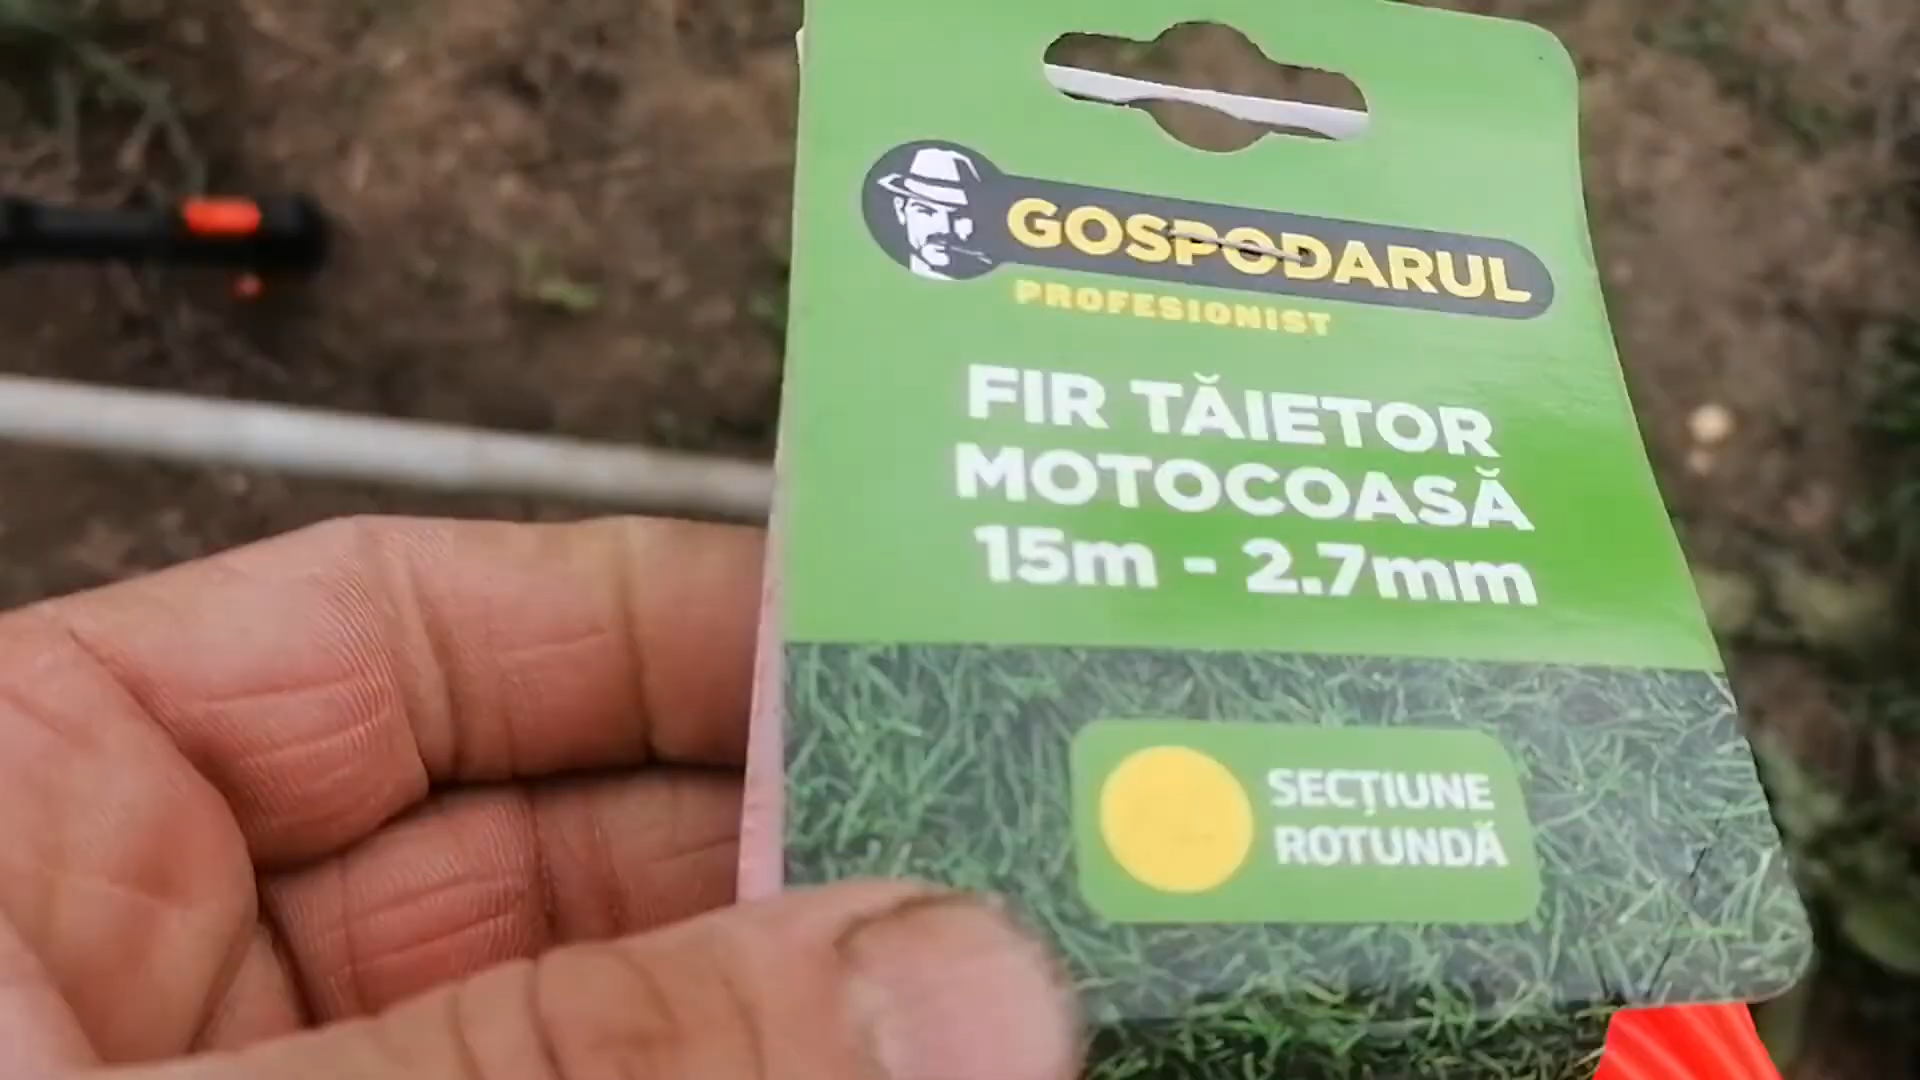 GOSPODARUL
PROFESIONIST
FIR TĂIETOR
MOTOCOASĂ
15m - 2.7mm
SECȚIUNE
ROTUNDĂ